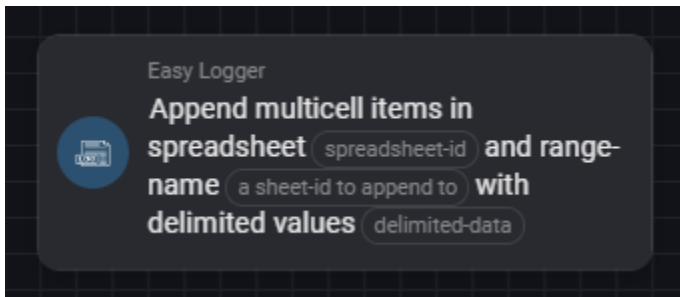 Easy Logger
Append multicell items in
spreadsheet spreadsheet-id and range-
name a sheet-id to append to with
delimited values delimited-data